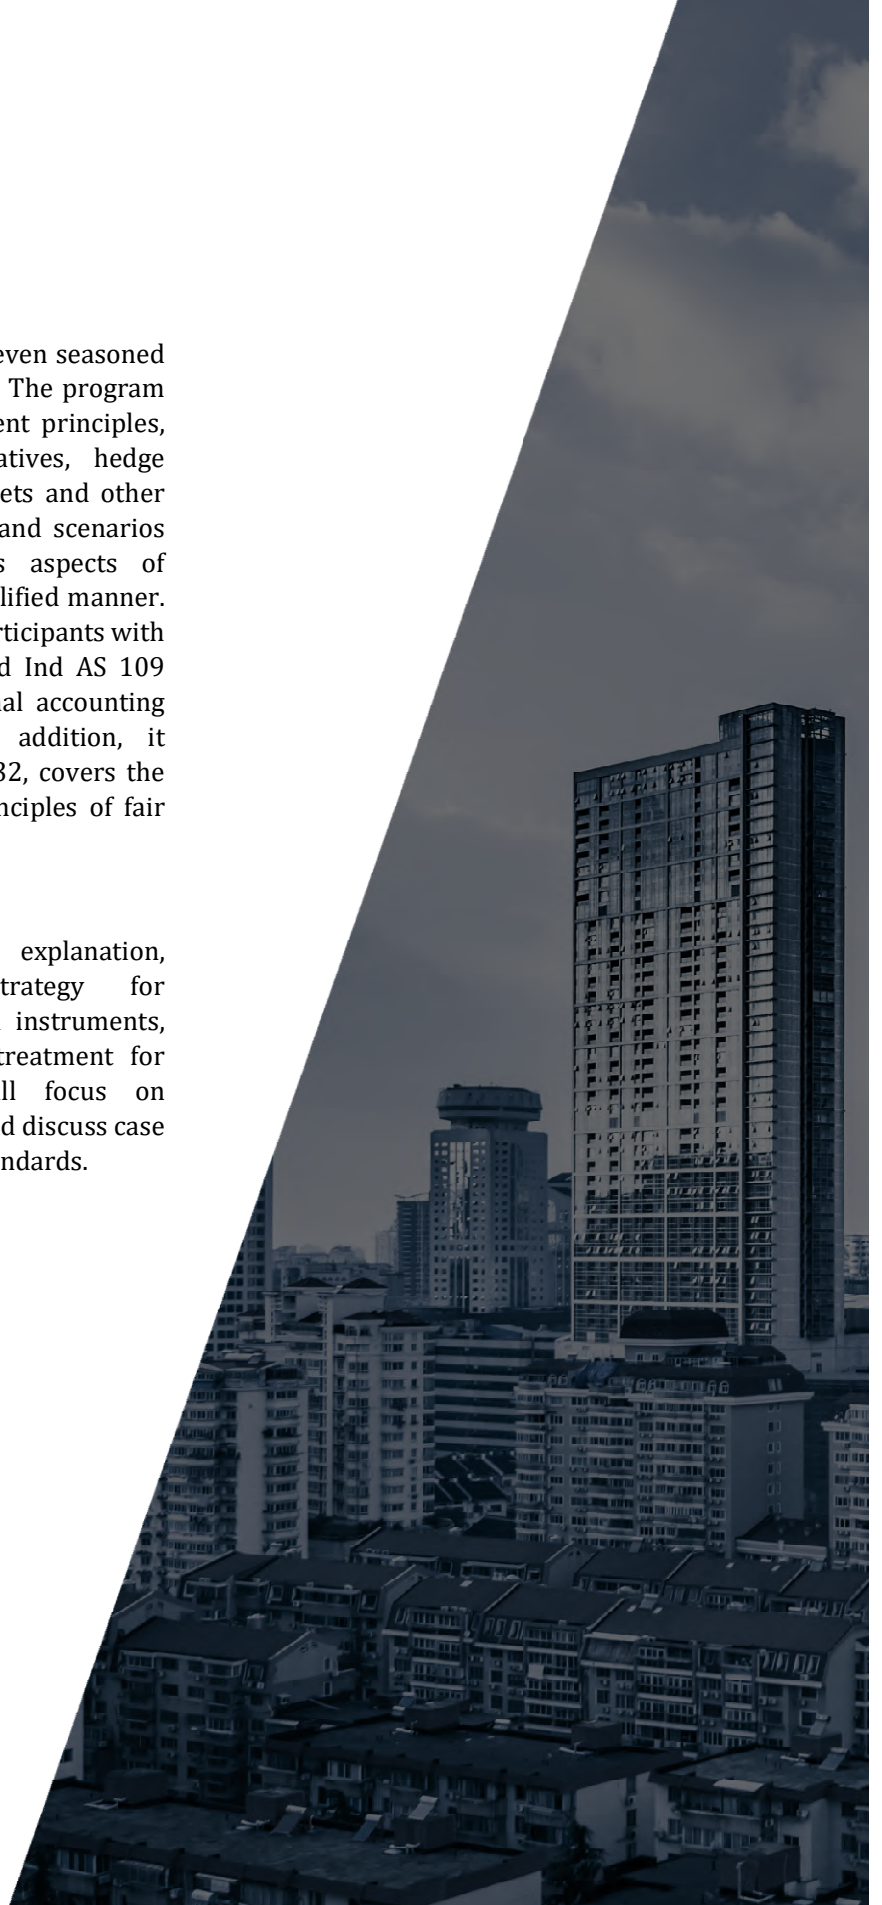 even seasoned
The program
ent principles,
atives, hedge
ets and other
and scenarios
s aspects of
lified manner.
rticipants with
d Ind AS 109
al accounting
addition, it
32, covers the
nciples of fair
explanation,
trategy for
instruments,
treatment for
ll focus on
d discuss case
ndards.